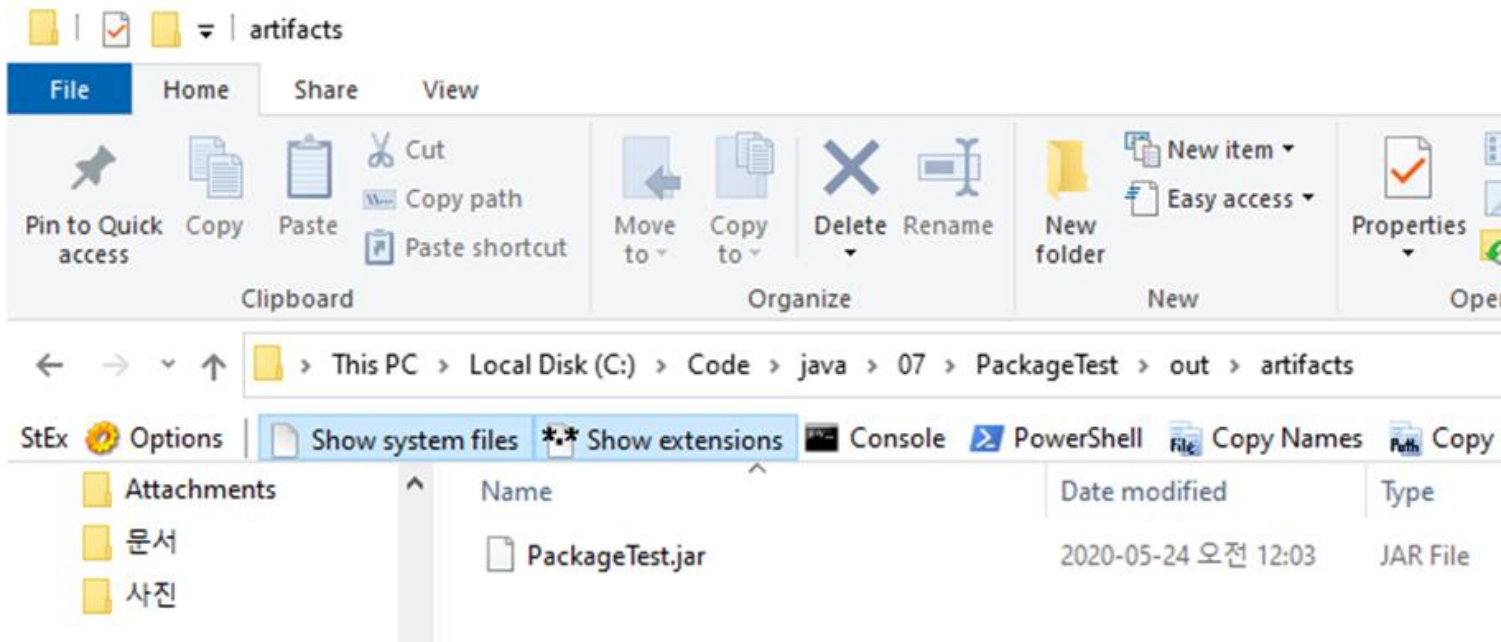 artifacts
File Home Share View
Pin to Quick access Copy Paste Cut Copy path Paste shortcut Move to Copy to Delete Rename New folder New item Easy access Properties
Clipboard Organize New
This PC > Local Disk (C:) > Code > java > 07 > PackageTest > out > artifacts
StEx Options Show system files *.* Show extensions Console PowerShell File Copy Names Path Copy
Attachments Name Date modified Type
문서 PackageTest.jar 2020-05-24 오전 12:03 JAR File
사진